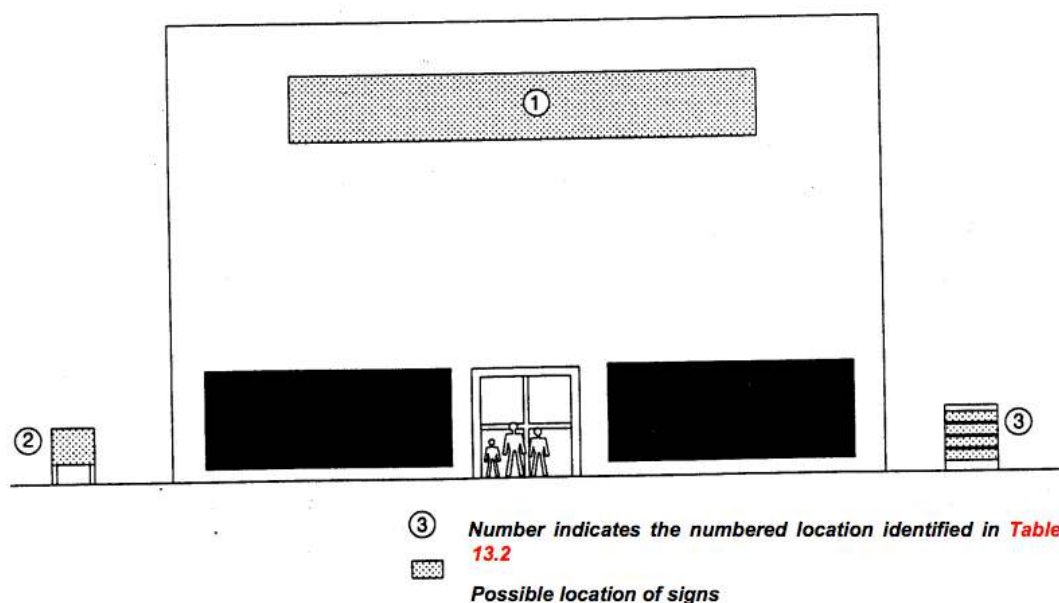 ①
②
③
③ Number indicates the numbered location identified in Table
13.2
Possible location of signs